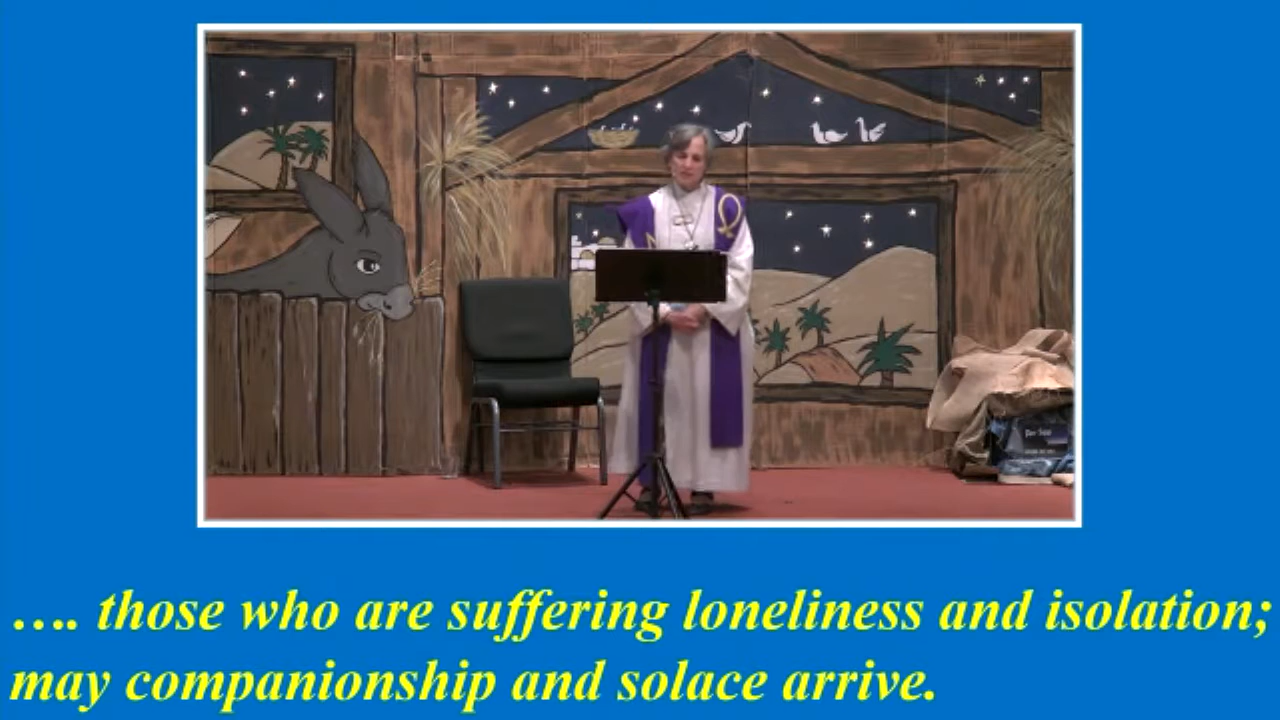 …. those who are suffering loneliness and isolation;
may companionship and solace arrive.